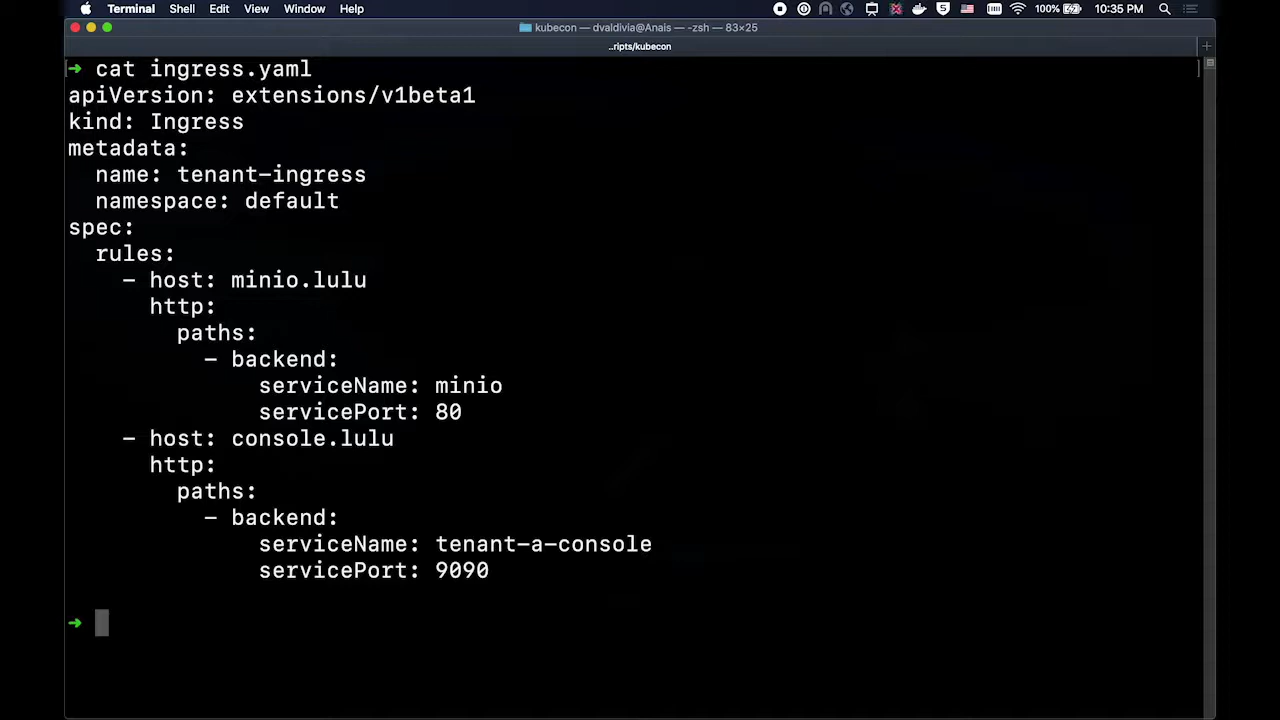 Terminal Shell Edit View Window Help 100% 10:35 PM
kubecon — dvaldivia@Anais — -zsh — 83×25
..ripts/kubecon
➜ cat ingress.yaml
apiVersion: extensions/v1beta1
kind: Ingress
metadata:
  name: tenant-ingress
  namespace: default
spec:
  rules:
    - host: minio.lulu
      http:
        paths:
          - backend:
              serviceName: minio
              servicePort: 80
    - host: console.lulu
      http:
        paths:
          - backend:
              serviceName: tenant-a-console
              servicePort: 9090
➜